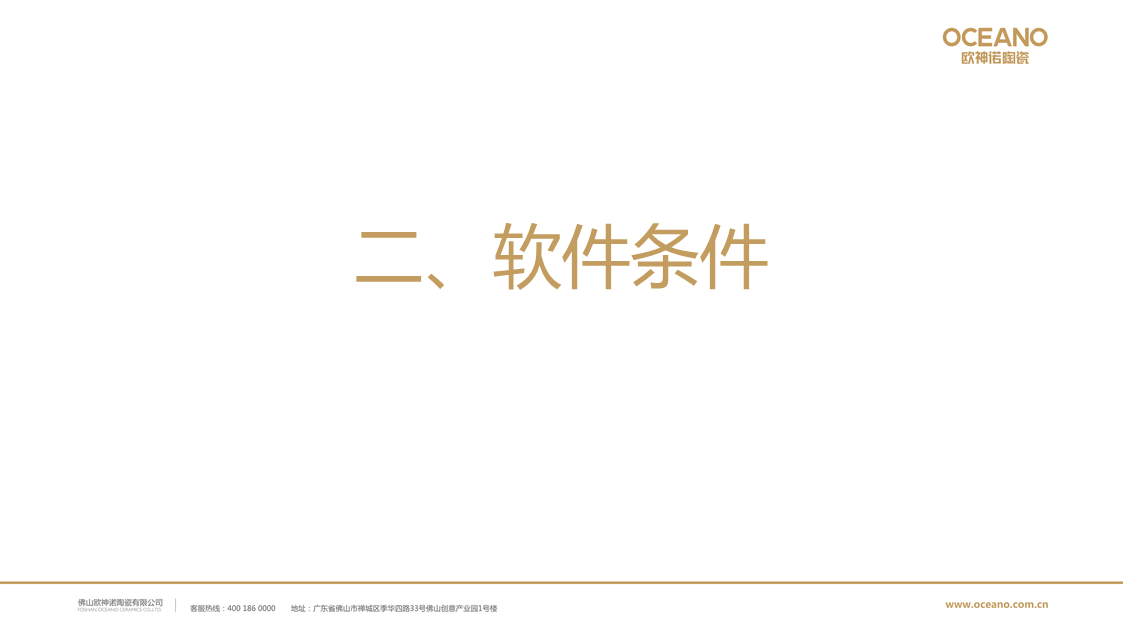 OCEANO
欧神诺陶瓷
二、软件条件
佛山欧神诺陶瓷有限公司
FOSHAN OCEANO CERAMICS CO.,LTD.
客服热线：400 186 0000 地址：广东省佛山市禅城区季华四路33号佛山创意产业园1号楼
www.oceano.com.cn